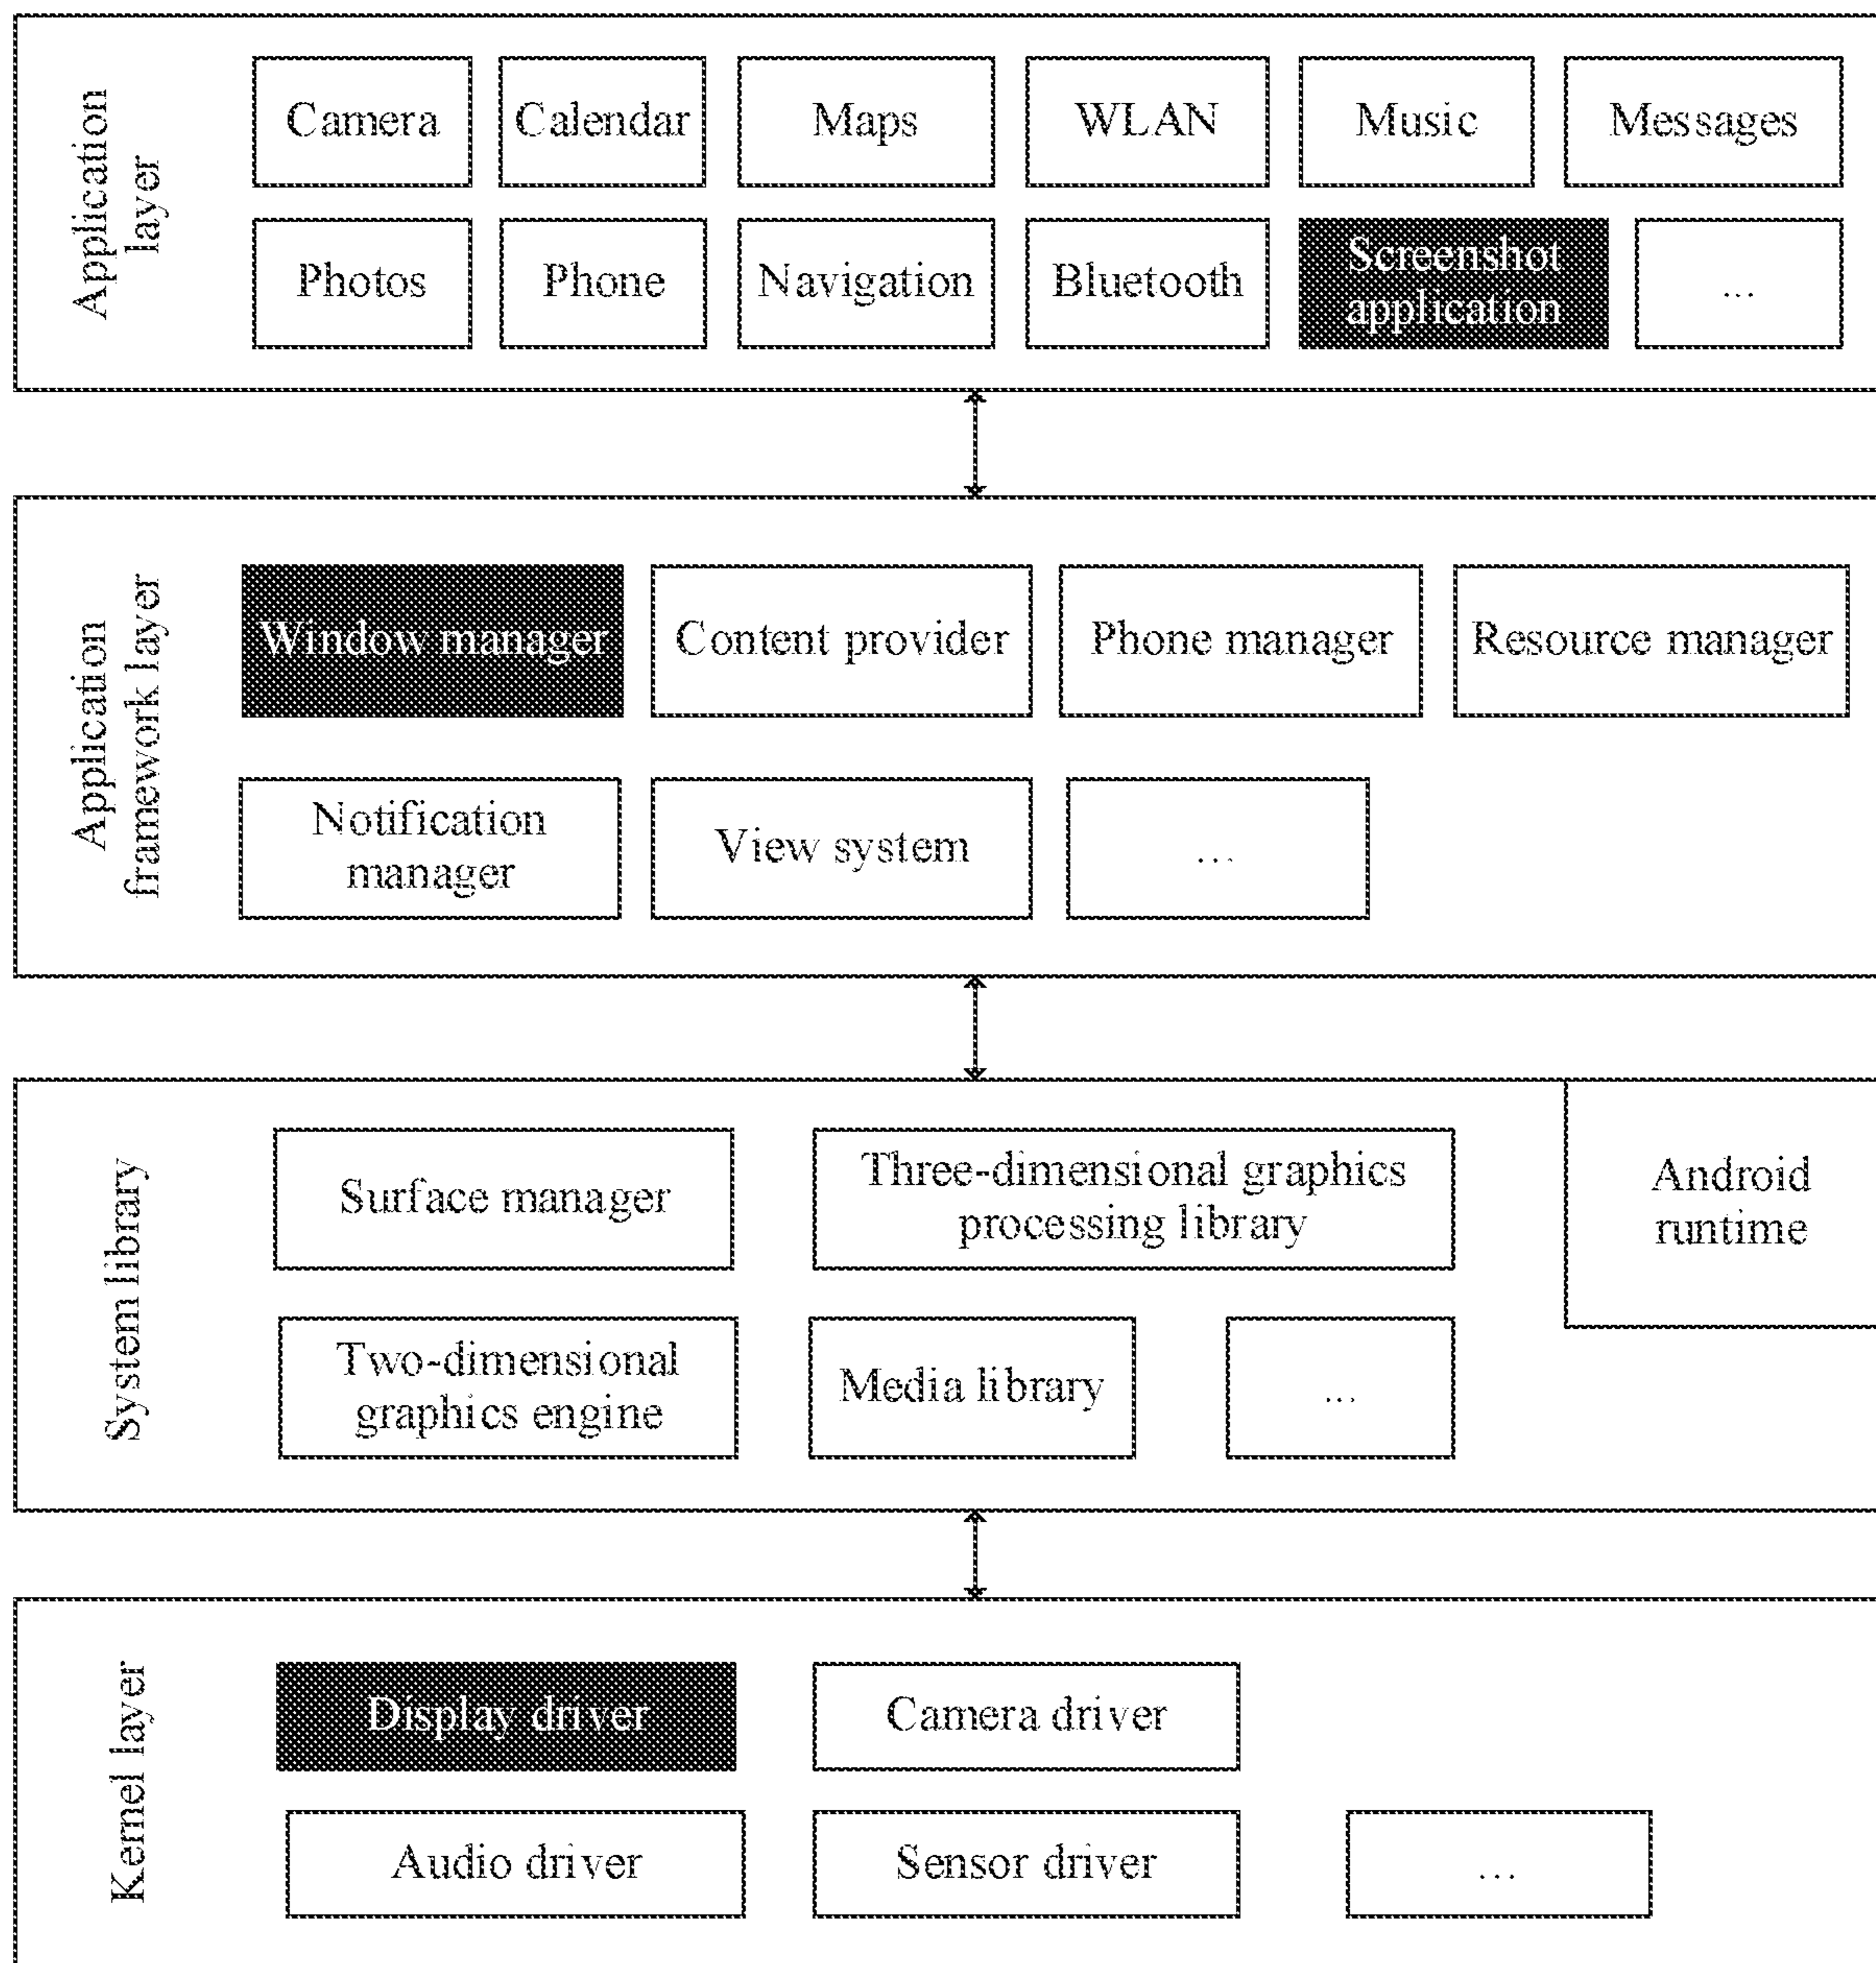 Application
layer
Camera
Calendar
Maps
WLAN
Music
Messages
Photos
Phone
Navigation
Bluetooth
Screenshot
application
...
Application
framework layer
Window manager
Content provider
Phone manager
Resource manager
Notification
manager
View system
...
System library
Surface manager
Three-dimensional graphics
processing library
Android
runtime
Two-dimensional
graphics engine
Media library
...
Kernel layer
Display driver
Camera driver
Audio driver
Sensor driver
...